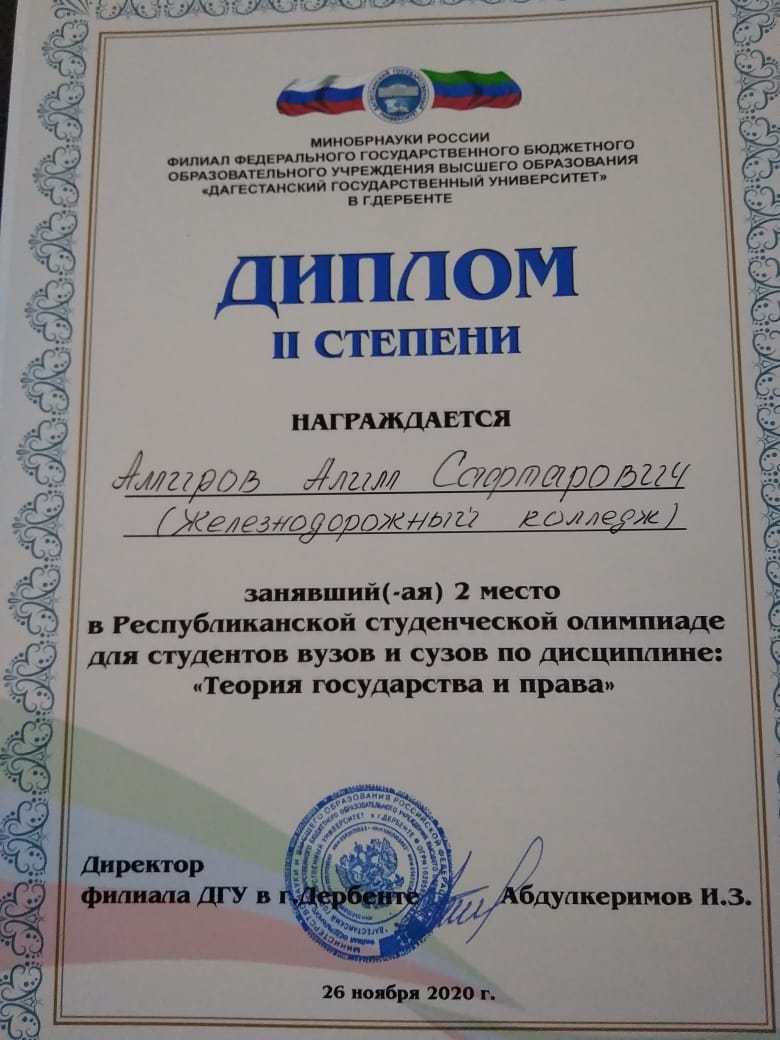 МИНОБРНАУКИ РОССИИ
ФИЛИАЛ ФЕДЕРАЛЬНОГО ГОСУДАРСТВЕННОГО БЮДЖЕТНОГО
ОБРАЗОВАТЕЛЬНОГО УЧРЕЖДЕНИЯ ВЫСШЕГО ОБРАЗОВАНИЯ
«ДАГЕСТАНСКИЙ ГОСУДАРСТВЕННЫЙ УНИВЕРСИТЕТ»
В Г.ДЕРБЕНТЕ
ДИПЛОМ
II СТЕПЕНИ
НАГРАЖДАЕТСЯ
Амиров Алим Сафтарович
(Железнодорожный колледж)
занявший(-ая) 2 место
в Республиканской студенческой олимпиаде
для студентов вузов и сузов по дисциплине:
«Теория государства и права»
Директор
филиала ДГУ в г.Дербенте Абдулкеримов И.З.
26 ноября 2020 г.